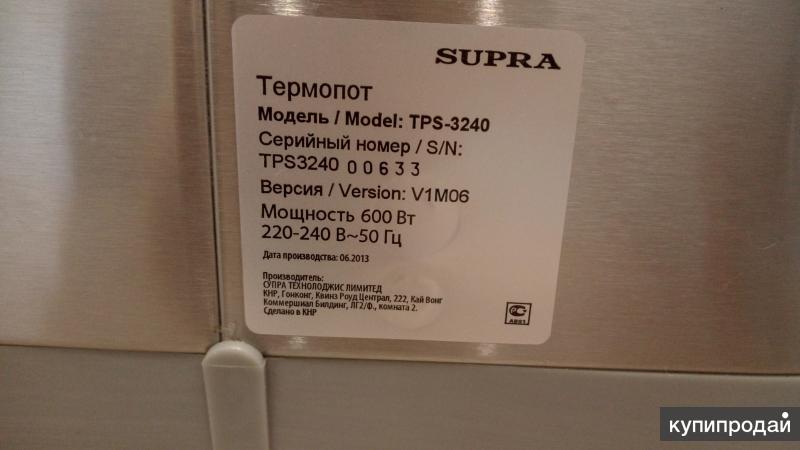 SUPRA
Термопот
Модель / Model: TPS-3240
Серийный номер / S/N:
TPS3240 00633
Версия / Version: V1M06
Мощность 600 Вт
220-240 В~50 Гц
Дата производства: 06.2013
Производитель:
СУПРА ТЕХНОЛОДЖИС ЛИМИТЕД
КНР, Гонконг, Квинз Роуд Централ, 222, Кай Вонг
Коммершиал Билдинг, ЛГ2/Ф., комната 2.
Сделано в КНР
АВ51
купипродай